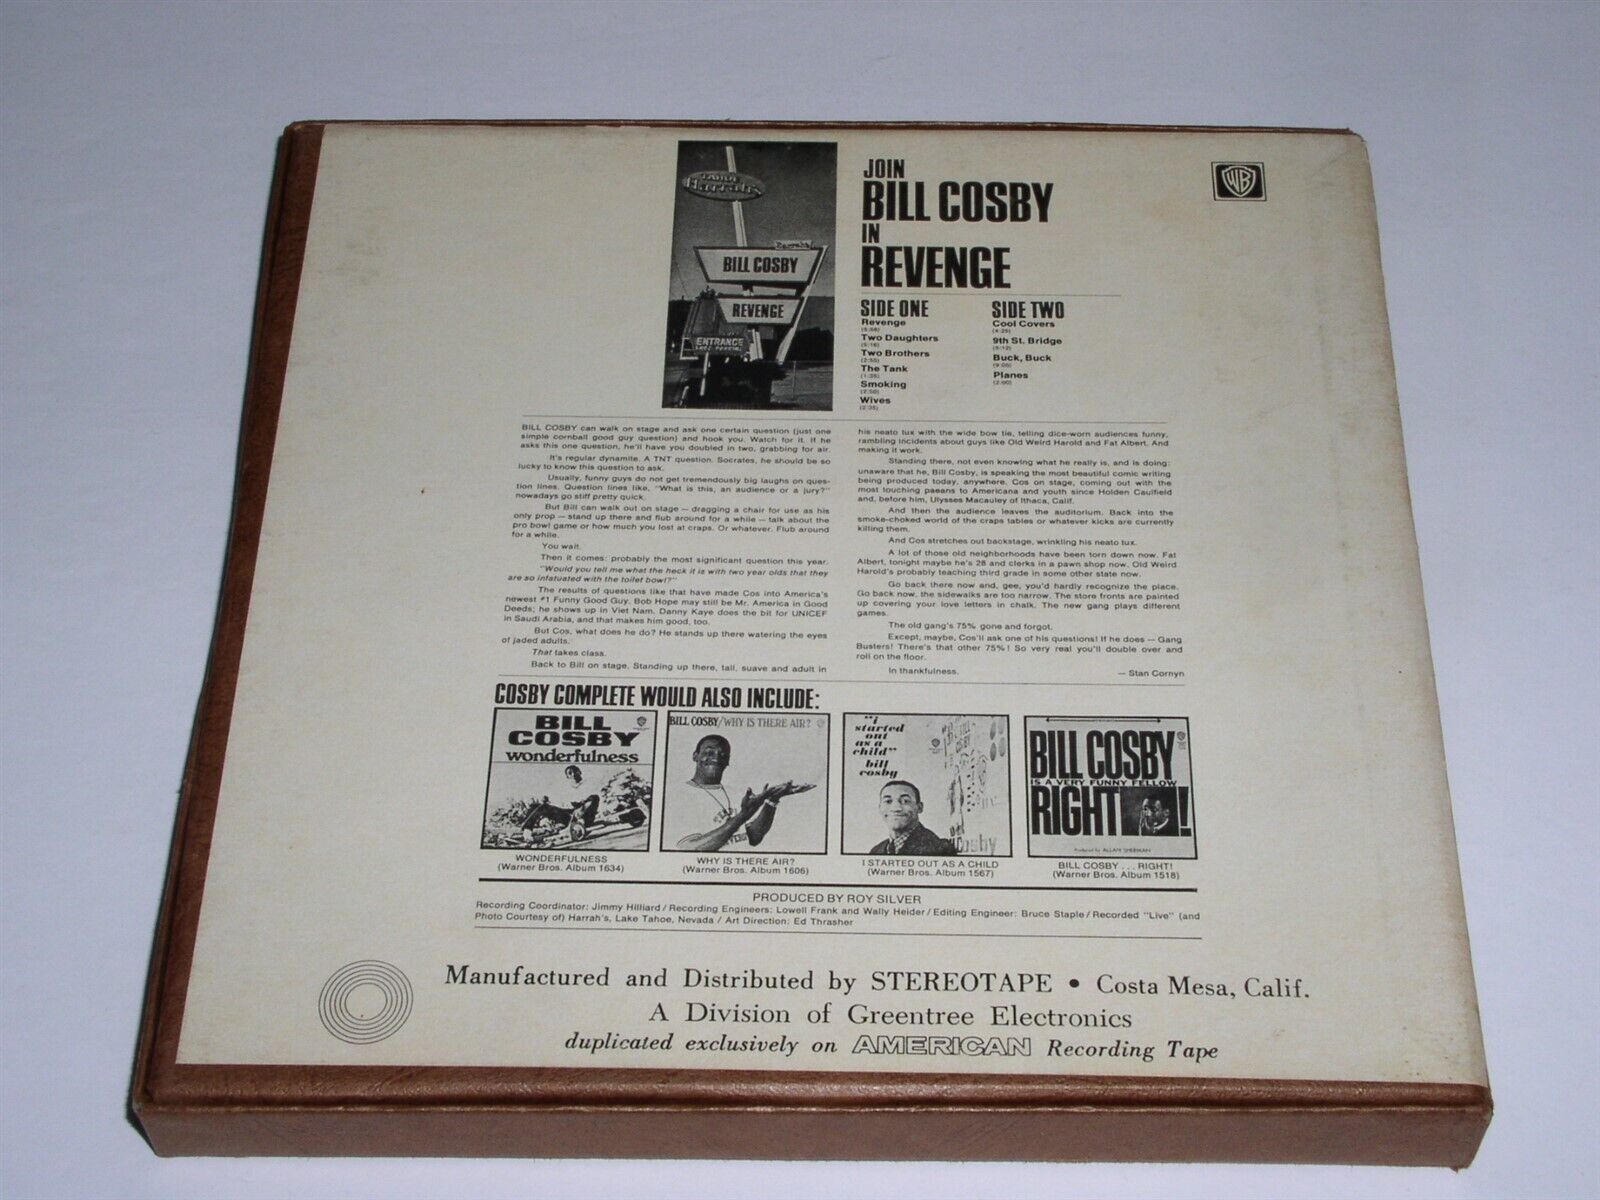 TAHOE
Harrah's
Harrah's
BILL COSBY
REVENGE
ENTRANCE
JOIN
BILL COSBY
IN
REVENGE
WB
SIDE ONE
Revenge
(5:58)
Two Daughters
(5:16)
Two Brothers
(2:55)
The Tank
(1:35)
Smoking
(2:50)
Wives
(2:35)
SIDE TWO
Cool Covers
(4:25)
9th St. Bridge
(5:12)
Buck, Buck
(9:05)
Planes
(2:00)
BILL COSBY can walk on stage and ask one certain question (just one
simple cornball good guy question) and hook you. Watch for it. If he
asks this one question, he'll have you doubled in two, grabbing for air.
It's regular dynamite. A TNT question. Socrates, he should be so
lucky to know this question to ask.
Usually, funny guys do not get tremendously big laughs on ques-
tion lines. Question lines like, "What is this, an audience or a jury?"
nowadays go stiff pretty quick.
But Bill can walk out on stage — dragging a chair for use as his
only prop — stand up there and flub around for a while — talk about the
pro bowl game or how much you lost at craps. Or whatever. Flub around
for a while.
You wait.
Then it comes: probably the most significant question this year.
"Would you tell me what the heck it is with two year olds that they
are so infatuated with the toilet bowl?"
The results of questions like that have made Cos into America's
newest #1 Funny Good Guy. Bob Hope may still be Mr. America in Good
Deeds; he shows up in Viet Nam. Danny Kaye does the bit for UNICEF
in Saudi Arabia, and that makes him good, too.
But Cos, what does he do? He stands up there watering the eyes
of jaded adults.
That takes class.
Back to Bill on stage. Standing up there, tall, suave and adult in
his neato tux with the wide bow tie, telling dice-worn audiences funny,
rambling incidents about guys like Old Weird Harold and Fat Albert. And
making it work.
Standing there, not even knowing what he really is, and is doing:
unaware that he, Bill Cosby, is speaking the most beautiful comic writing
being produced today, anywhere. Cos on stage, coming out with the
most touching paeans to Americana and youth since Holden Caulfield
and, before him, Ulysses Macauley of Ithaca, Calif.
And then the audience leaves the auditorium. Back into the
smoke-choked world of the craps tables or whatever kicks are currently
killing them.
And Cos stretches out backstage, wrinkling his neato tux.
A lot of those old neighborhoods have been torn down now. Fat
Albert, tonight maybe he's 28 and clerks in a pawn shop now. Old Weird
Harold's probably teaching third grade in some other state now.
Go back there now and, gee, you'd hardly recognize the place.
Go back now, the sidewalks are too narrow. The store fronts are painted
up covering your love letters in chalk. The new gang plays different
games.
The old gang's 75% gone and forgot.
Except, maybe, Cos'll ask one of his questions! If he does — Gang
Busters! There's that other 75%! So very real you'll double over and
roll on the floor.
In thankfulness.
— Stan Cornyn
COSBY COMPLETE WOULD ALSO INCLUDE:
BILL
COSBY
wonderfulness
WONDERFULNESS
(Warner Bros. Album 1634)
BILL COSBY/WHY IS THERE AIR?
WHY IS THERE AIR?
(Warner Bros. Album 1606)
"i
started
out
as a
child"
bill
cosby
I STARTED OUT AS A CHILD
(Warner Bros. Album 1567)
BILL COSBY
IS A VERY FUNNY FELLOW
RIGHT!
Produced by ALLAN SHERMAN
BILL COSBY . . . RIGHT!
(Warner Bros. Album 1518)
PRODUCED BY ROY SILVER
Recording Coordinator: Jimmy Hilliard / Recording Engineers: Lowell Frank and Wally Heider / Editing Engineer: Bruce Staple / Recorded "Live" (and
Photo Courtesy of) Harrah's, Lake Tahoe, Nevada / Art Direction: Ed Thrasher
Manufactured and Distributed by STEREOTAPE • Costa Mesa, Calif.
A Division of Greentree Electronics
duplicated exclusively on AMERICAN Recording Tape